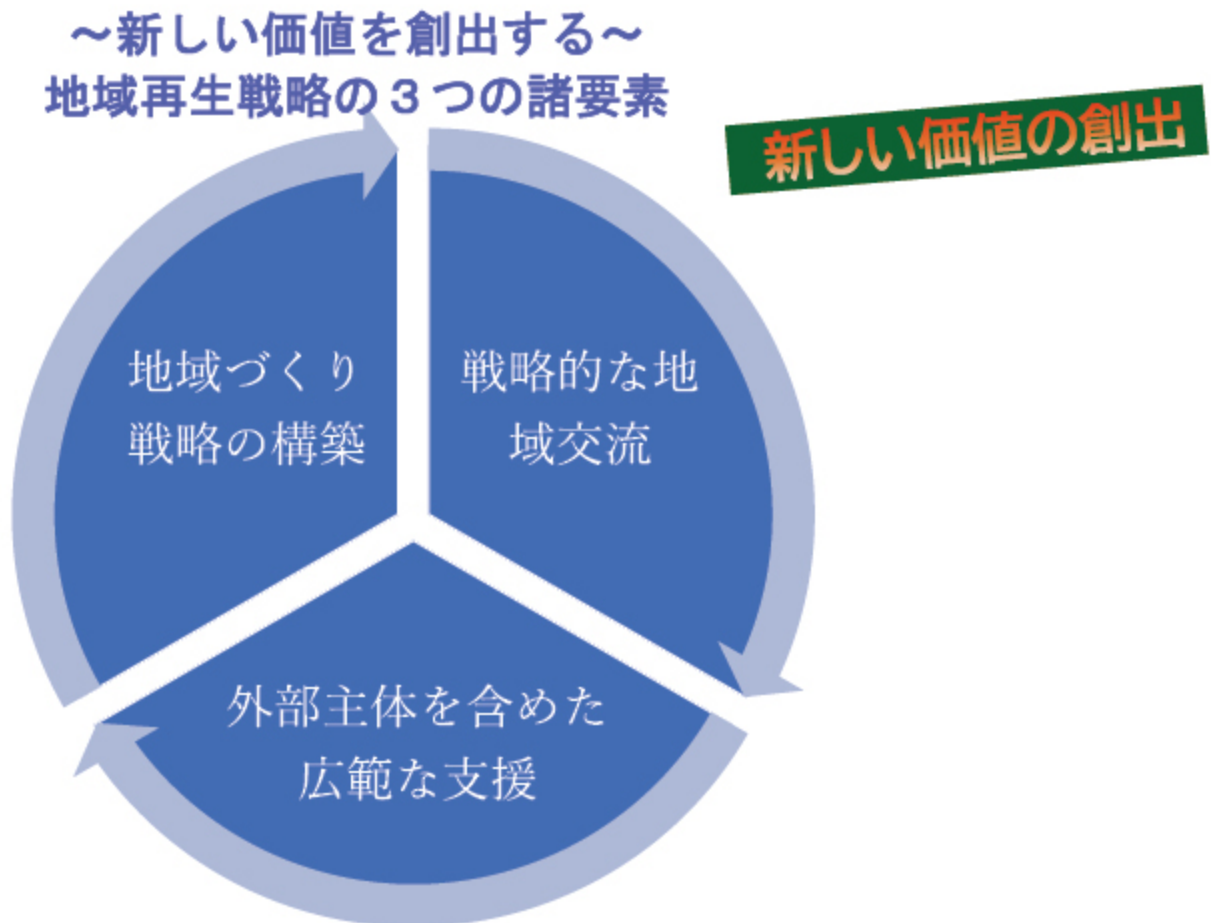 ～新しい価値を創出する～
地域再生戦略の３つの諸要素
新しい価値の創出
地域づくり
戦略の構築
戦略的な地
域交流
外部主体を含めた
広範な支援